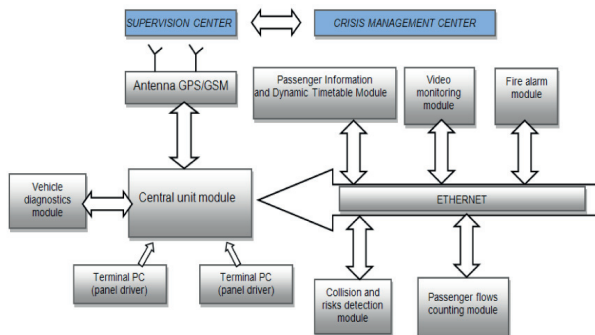 SUPERVISION CENTER
CRISIS MANAGEMENT CENTER
Antenna GPS/GSM
Passenger Information
and Dynamic Timetable Module
Video
monitoring
module
Fire alarm
module
Vehicle
diagnostics
module
Central unit module
ETHERNET
Terminal PC
(panel driver)
Terminal PC
(panel driver)
Collision and
risks detection
module
Passenger flows
counting module